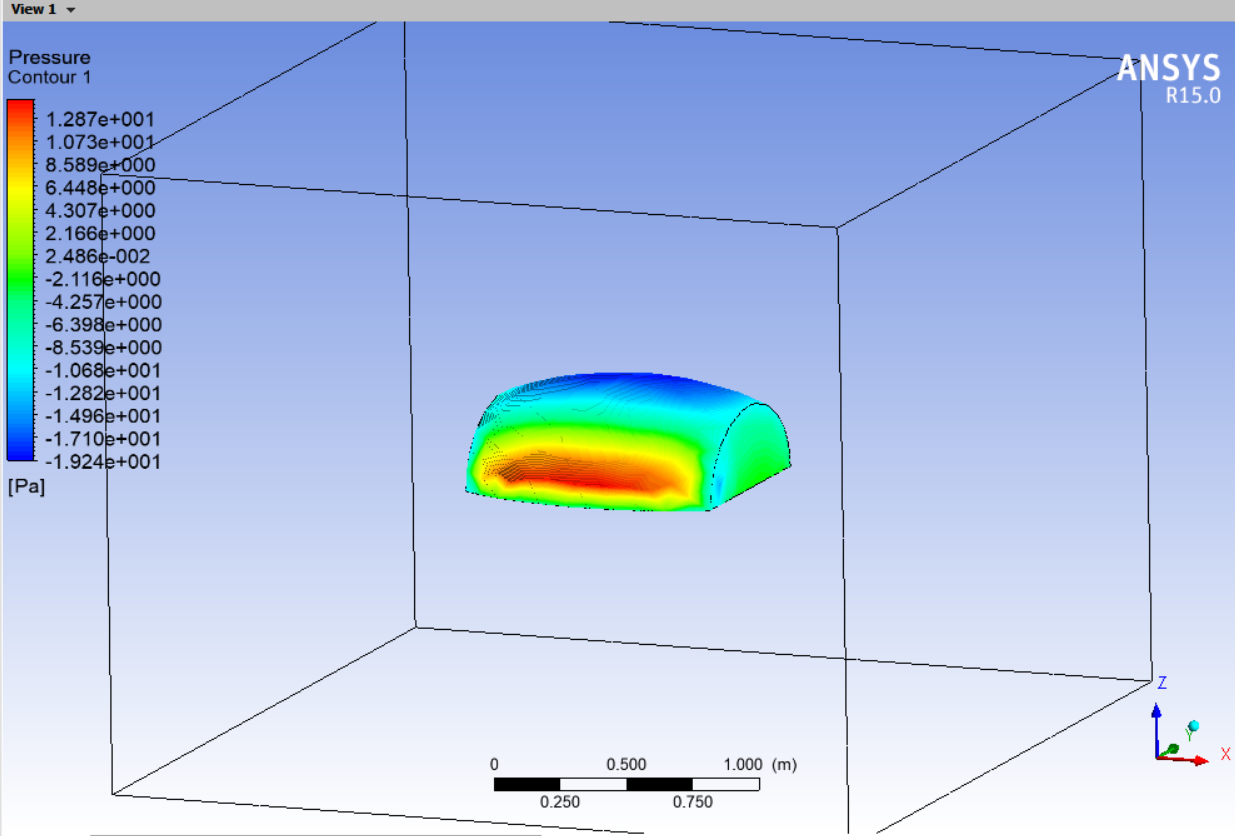 View 1
Pressure
Contour 1
ANSYS
R15.0
1.287e+001
1.073e+001
8.589e+000
6.448e+000
4.307e+000
2.166e+000
2.486e-002
-2.116e+000
-4.257e+000
-6.398e+000
-8.539e+000
-1.068e+001
-1.282e+001
-1.496e+001
-1.710e+001
-1.924e+001
[Pa]
Z
Y
X
0 0.500 1.000 (m)
0.250 0.750